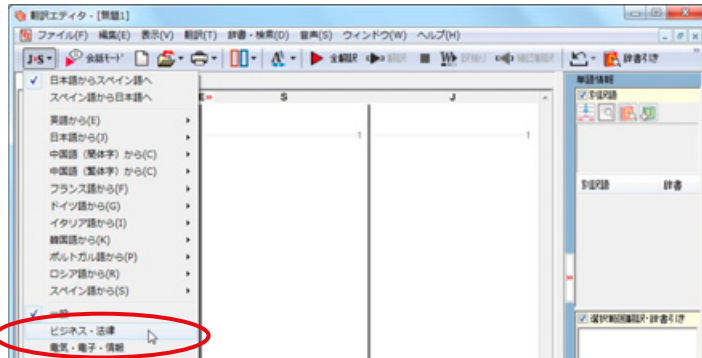 翻訳エディタ - [無題1]
ファイル(F) 編集(E) 表示(V) 翻訳(T) 辞書・検索(D) 音声(S) ウィンドウ(W) ヘルプ(H)
J›S 会話モード 全翻訳 辞書引き
✓ 日本語からスペイン語へ
スペイン語から日本語へ
英語から(E)
日本語から(J)
中国語（簡体字）から(C)
中国語（繁体字）から(C)
フランス語から(F)
ドイツ語から(G)
イタリア語から(I)
韓国語から(K)
ポルトガル語から(P)
ロシア語から(R)
スペイン語から(S)
✓ 一般
ビジネス・法律
電気・電子・情報
S J
1 1
単語情報
✓ 別訳語
別訳語 辞書
✓ 選択範囲翻訳・辞書引き